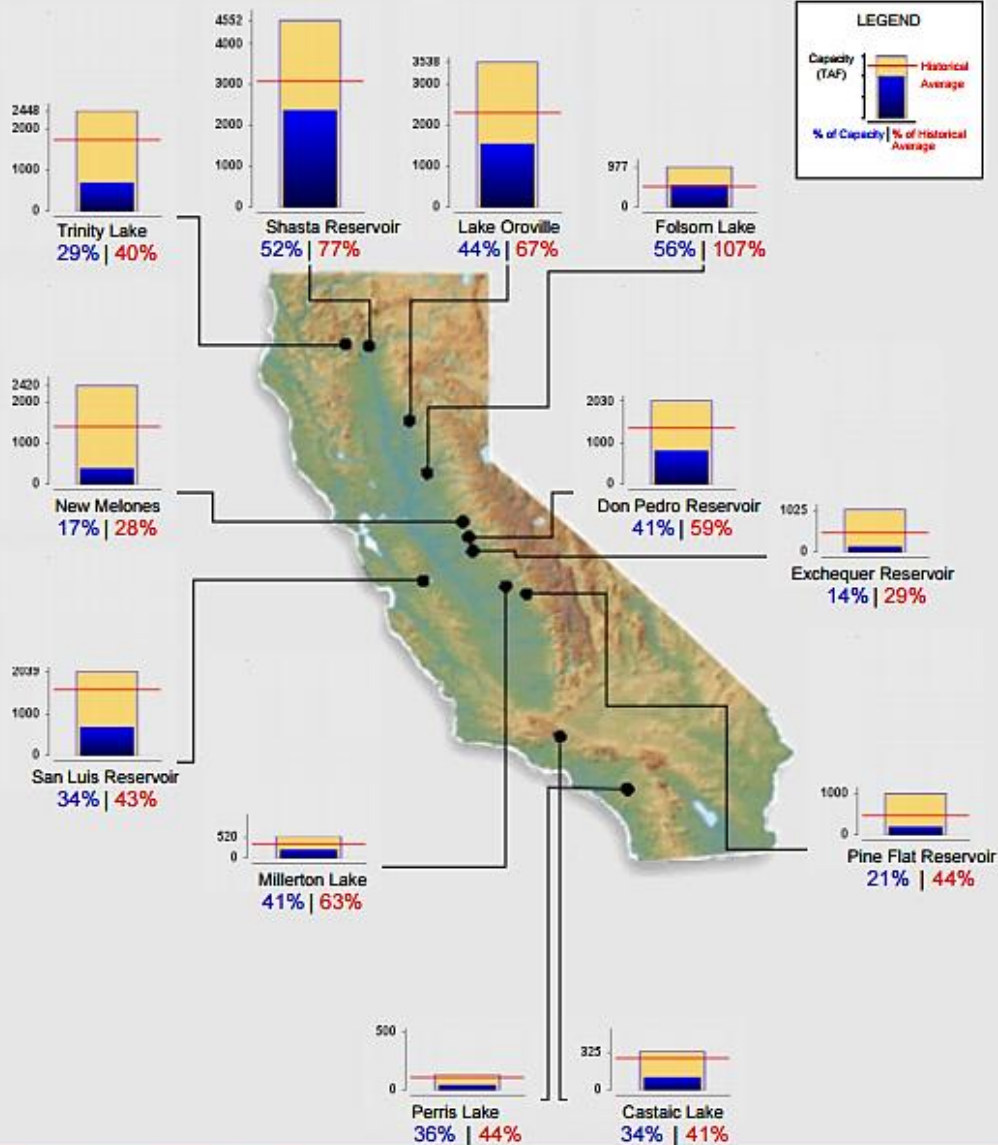 LEGEND
Capacity
(TAF)
Historical
Average
% of Capacity | % of Historical
Average
4552
4000
3000
2000
1000
0
Shasta Reservoir
52% | 77%
3538
3000
2000
1000
0
Lake Oroville
44% | 67%
2448
2000
1000
0
Trinity Lake
29% | 40%
977
0
Folsom Lake
56% | 107%
2420
2000
1000
0
New Melones
17% | 28%
2030
1000
0
Don Pedro Reservoir
41% | 59%
1025
0
Exchequer Reservoir
14% | 29%
2039
1000
0
San Luis Reservoir
34% | 43%
520
0
Millerton Lake
41% | 63%
1000
0
Pine Flat Reservoir
21% | 44%
500
0
Perris Lake
36% | 44%
325
0
Castaic Lake
34% | 41%